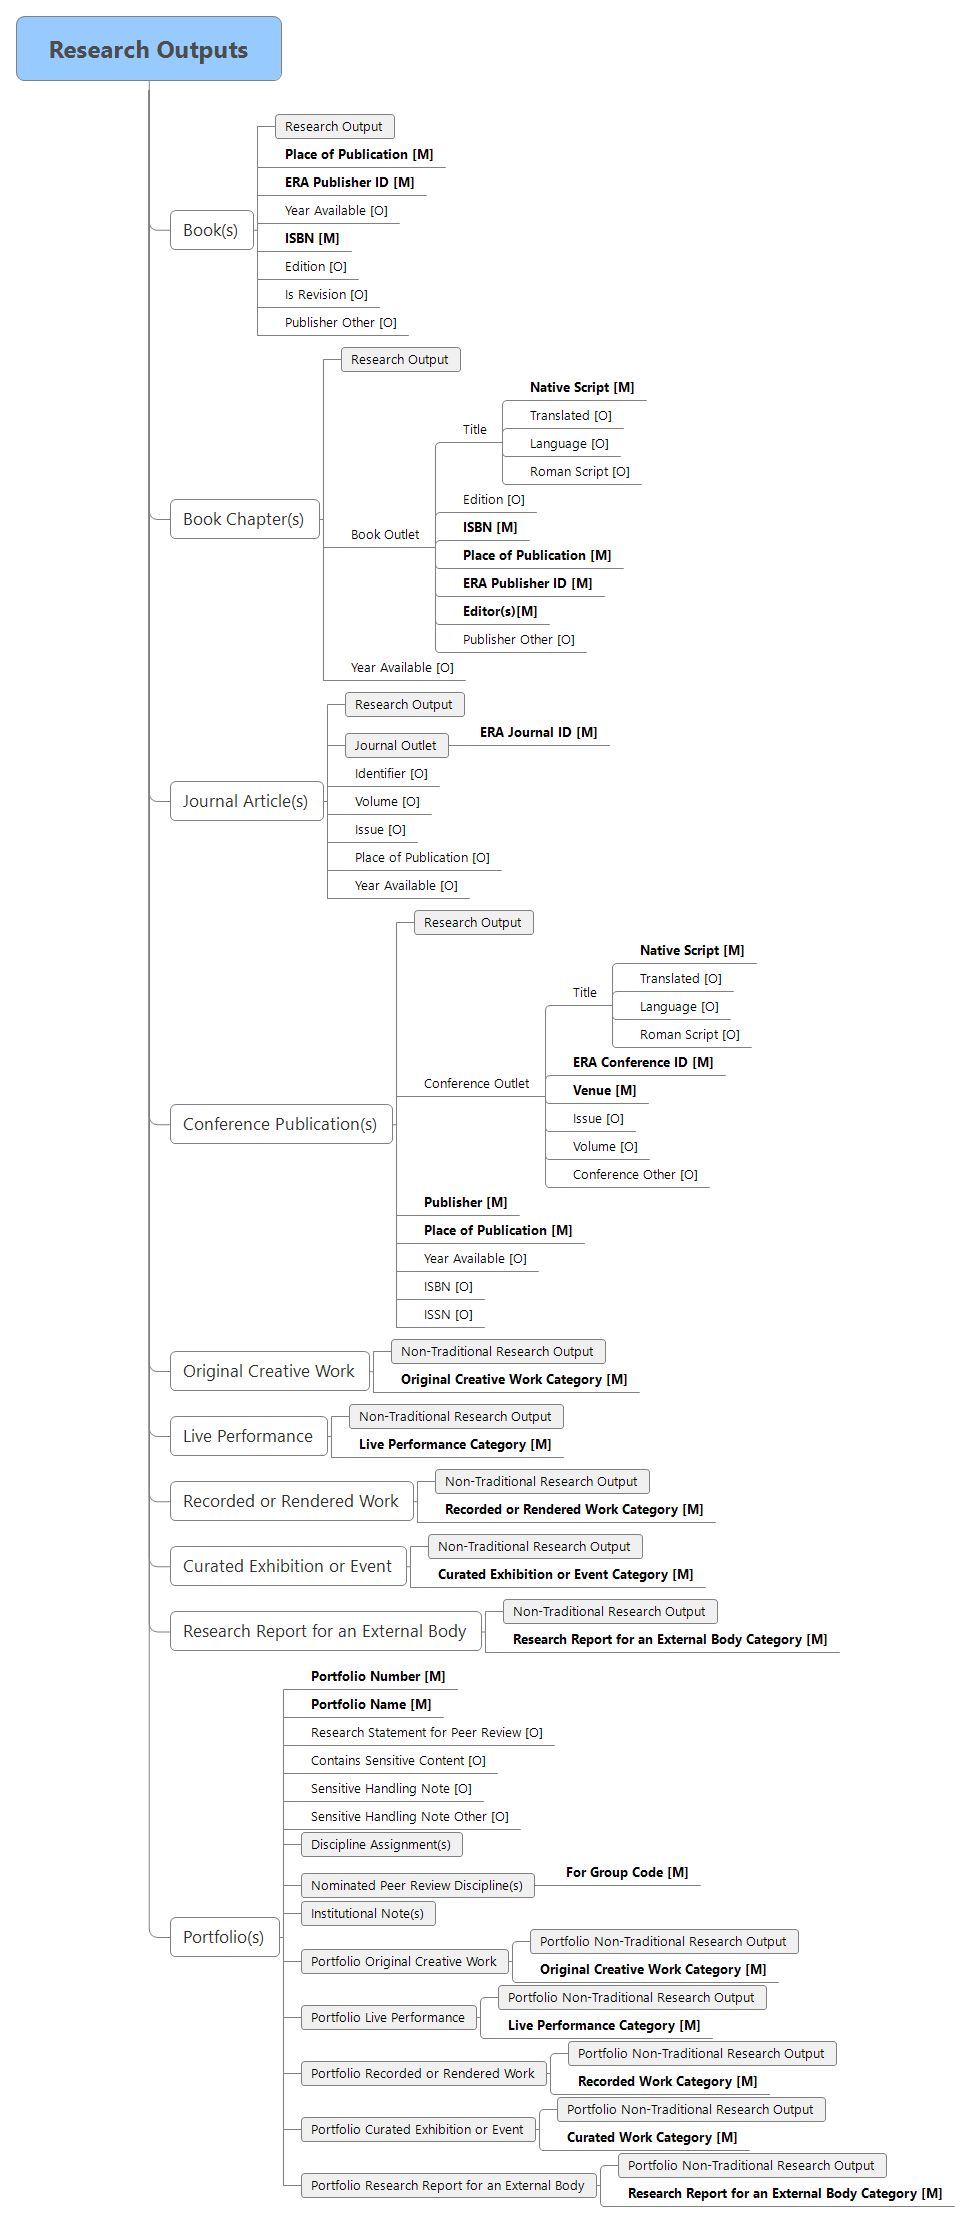 Research Outputs
Book(s)
Research Output
Place of Publication [M]
ERA Publisher ID [M]
Year Available [O]
ISBN [M]
Edition [O]
Is Revision [O]
Publisher Other [O]
Book Chapter(s)
Research Output
Book Outlet
Title
Native Script [M]
Translated [O]
Language [O]
Roman Script [O]
Edition [O]
ISBN [M]
Place of Publication [M]
ERA Publisher ID [M]
Editor(s)[M]
Publisher Other [O]
Year Available [O]
Journal Article(s)
Research Output
Journal Outlet
ERA Journal ID [M]
Identifier [O]
Volume [O]
Issue [O]
Place of Publication [O]
Year Available [O]
Conference Publication(s)
Research Output
Conference Outlet
Title
Native Script [M]
Translated [O]
Language [O]
Roman Script [O]
ERA Conference ID [M]
Venue [M]
Issue [O]
Volume [O]
Conference Other [O]
Publisher [M]
Place of Publication [M]
Year Available [O]
ISBN [O]
ISSN [O]
Original Creative Work
Non-Traditional Research Output
Original Creative Work Category [M]
Live Performance
Non-Traditional Research Output
Live Performance Category [M]
Recorded or Rendered Work
Non-Traditional Research Output
Recorded or Rendered Work Category [M]
Curated Exhibition or Event
Non-Traditional Research Output
Curated Exhibition or Event Category [M]
Research Report for an External Body
Non-Traditional Research Output
Research Report for an External Body Category [M]
Portfolio(s)
Portfolio Number [M]
Portfolio Name [M]
Research Statement for Peer Review [O]
Contains Sensitive Content [O]
Sensitive Handling Note [O]
Sensitive Handling Note Other [O]
Discipline Assignment(s)
Nominated Peer Review Discipline(s)
For Group Code [M]
Institutional Note(s)
Portfolio Original Creative Work
Portfolio Non-Traditional Research Output
Original Creative Work Category [M]
Portfolio Live Performance
Portfolio Non-Traditional Research Output
Live Performance Category [M]
Portfolio Recorded or Rendered Work
Portfolio Non-Traditional Research Output
Recorded Work Category [M]
Portfolio Curated Exhibition or Event
Portfolio Non-Traditional Research Output
Curated Work Category [M]
Portfolio Research Report for an External Body
Portfolio Non-Traditional Research Output
Research Report for an External Body Category [M]